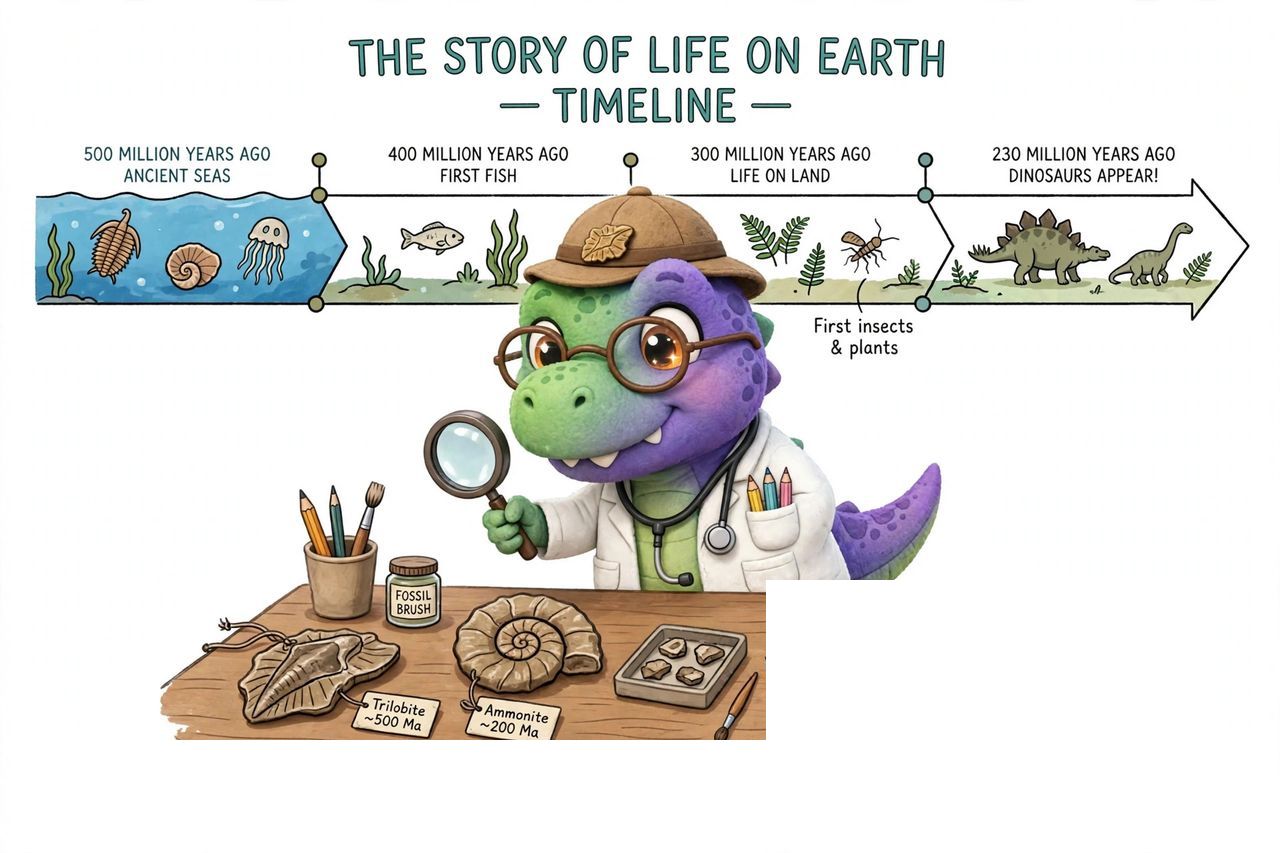 THE STORY OF LIFE ON EARTH
— TIMELINE —
500 MILLION YEARS AGO
ANCIENT SEAS
400 MILLION YEARS AGO
FIRST FISH
300 MILLION YEARS AGO
LIFE ON LAND
230 MILLION YEARS AGO
DINOSAURS APPEAR!
First insects
& plants
FOSSIL
BRUSH
Trilobite
~500 Ma
Ammonite
~200 Ma